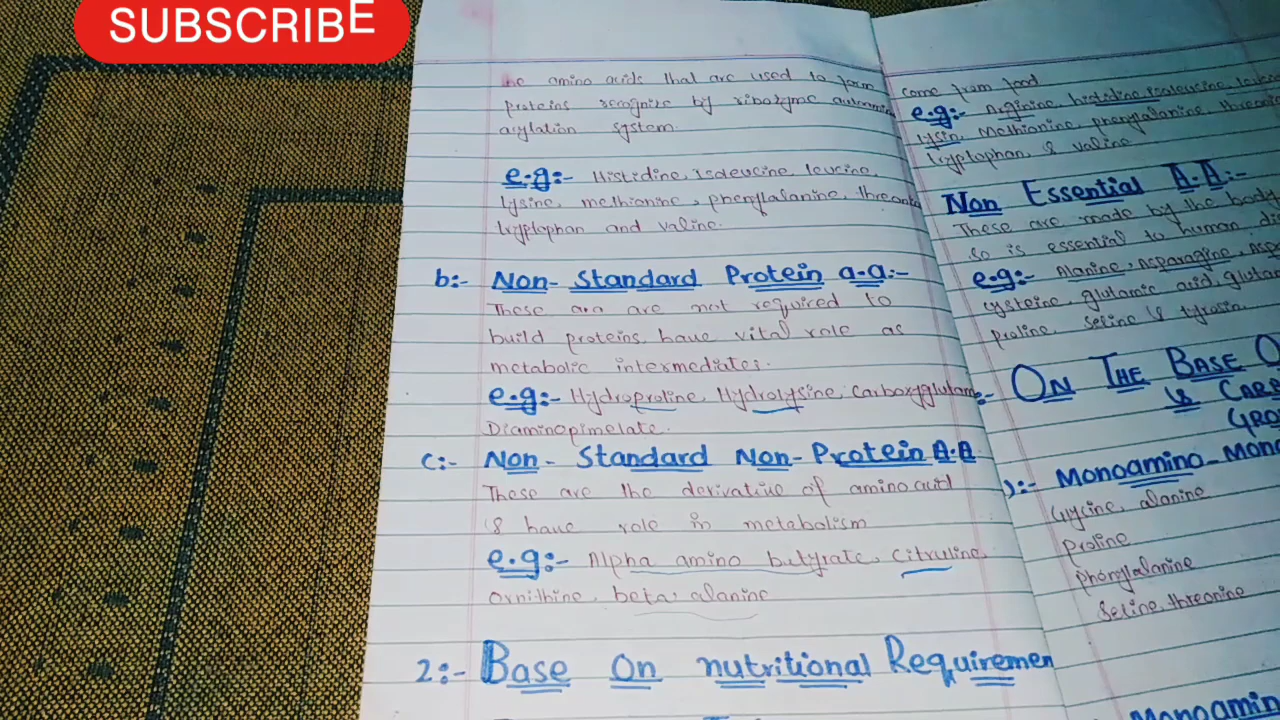 SUBSCRIBE
The amino acids that are used to form
proteins recognize by ribozyme
acylation system.
e.g:- Histidine, isoleucine, leucine,
lysine, methionine, phenylalanine,
tryptophan and valine.
b:- Non-Standard Protein a.a:-
These are not required to
build proteins, have vital role as
metabolic intermediates.
e.g:- Hydroproline, Hydrolysine, Carboxyglutam
Diaminopimelate.
C:- Non-Standard Non-Protein A.A
These are the derivative of amino acid
& have role in metabolism
e.g:- Alpha amino butyrate, Citruline,
Ornithine, beta alanine
2:- Base On nutritional Requiremen
come from food
e.g:- Arginine, histidine isoleucine,
lysin, Methionine, phenylalanine,
tryptophan, & valine
Non Essential A.A:-
These are made by the body
so is essential to human
e.g:- Alanine, Asparagine,
cysteine, glutamic acid,
proline, serine & tyrosin
:- ON THE BASE
&
):- Monoamino-
Glycine, alanine
proline
phenylalanine
Serine, threonine
Monoamin